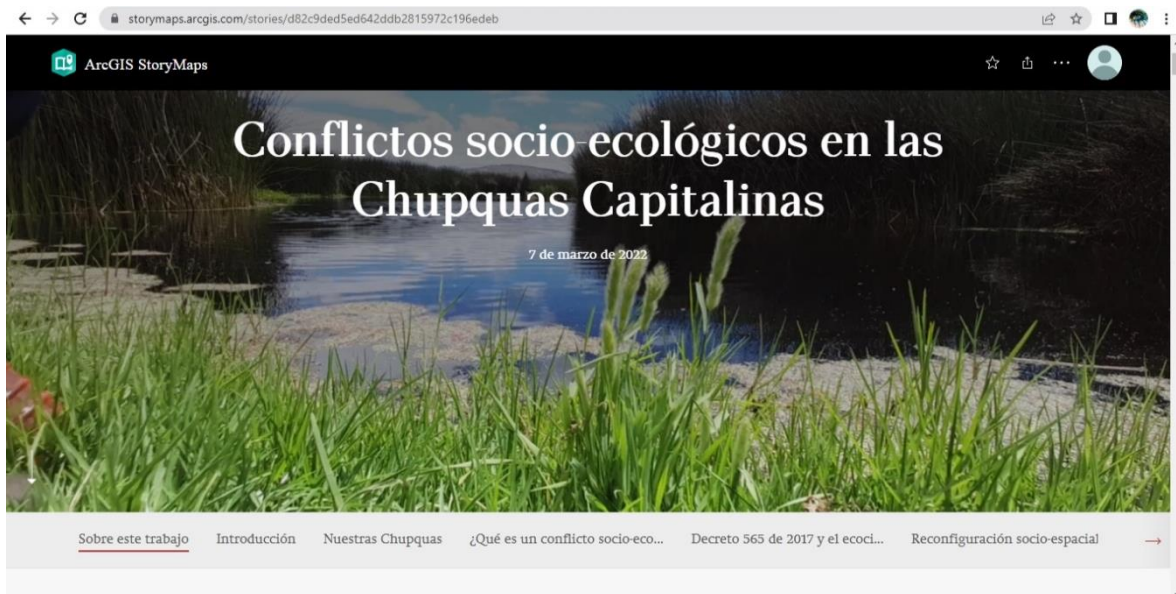 storymaps.arcgis.com/stories/d82c9ded5ed642ddb2815972c196edeb
ArcGIS StoryMaps
Conflictos socio-ecológicos en las
Chupquas Capitalinas
7 de marzo de 2022
Sobre este trabajo Introducción Nuestras Chupquas ¿Qué es un conflicto socio-eco... Decreto 565 de 2017 y el ecoci... Reconfiguración socio-espacial